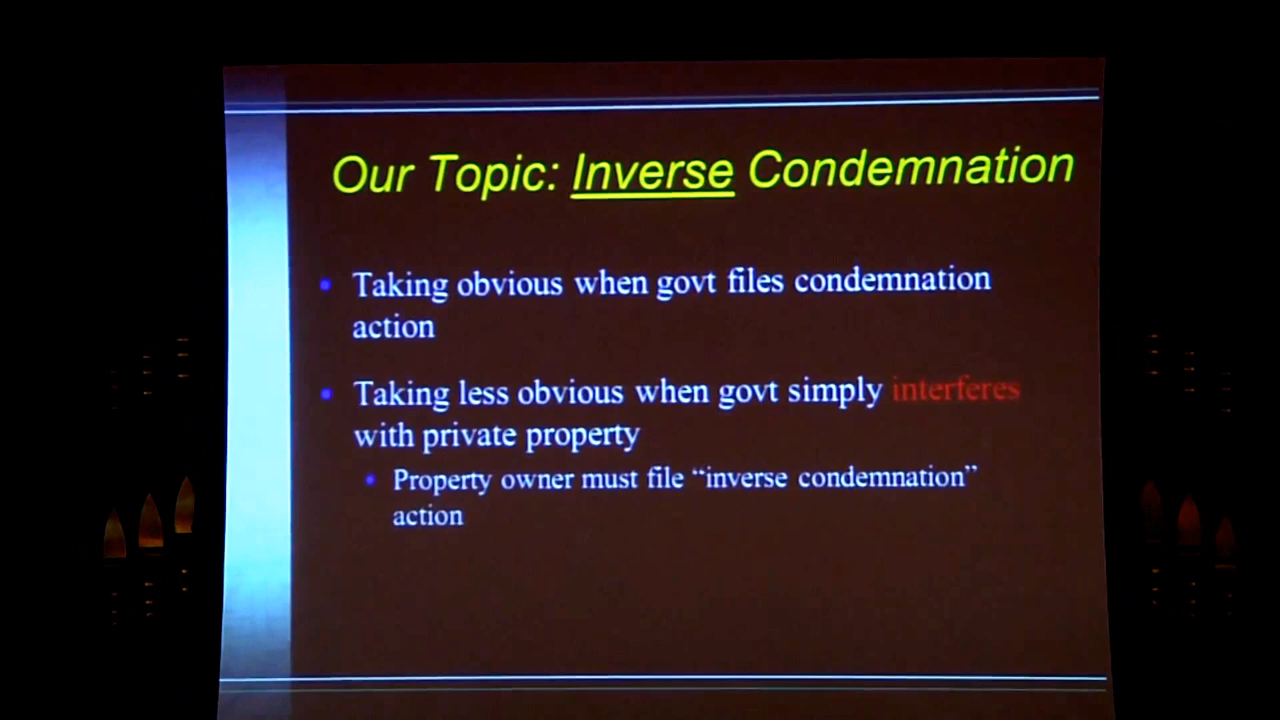 Our Topic: Inverse Condemnation
• Taking obvious when govt files condemnation
action
• Taking less obvious when govt simply interferes
with private property
• Property owner must file “inverse condemnation”
action